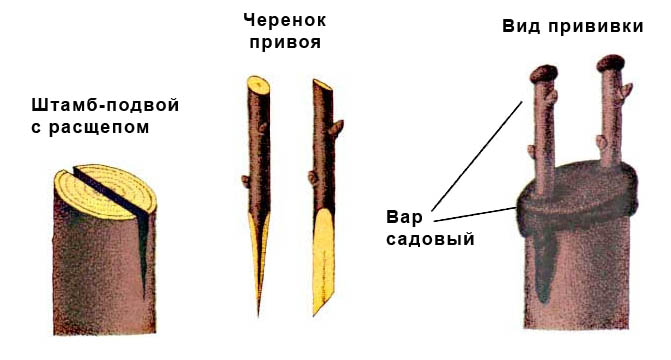 Штамб-подвой
с расщепом
Черенок
привоя
Вид прививки
Вар
садовый